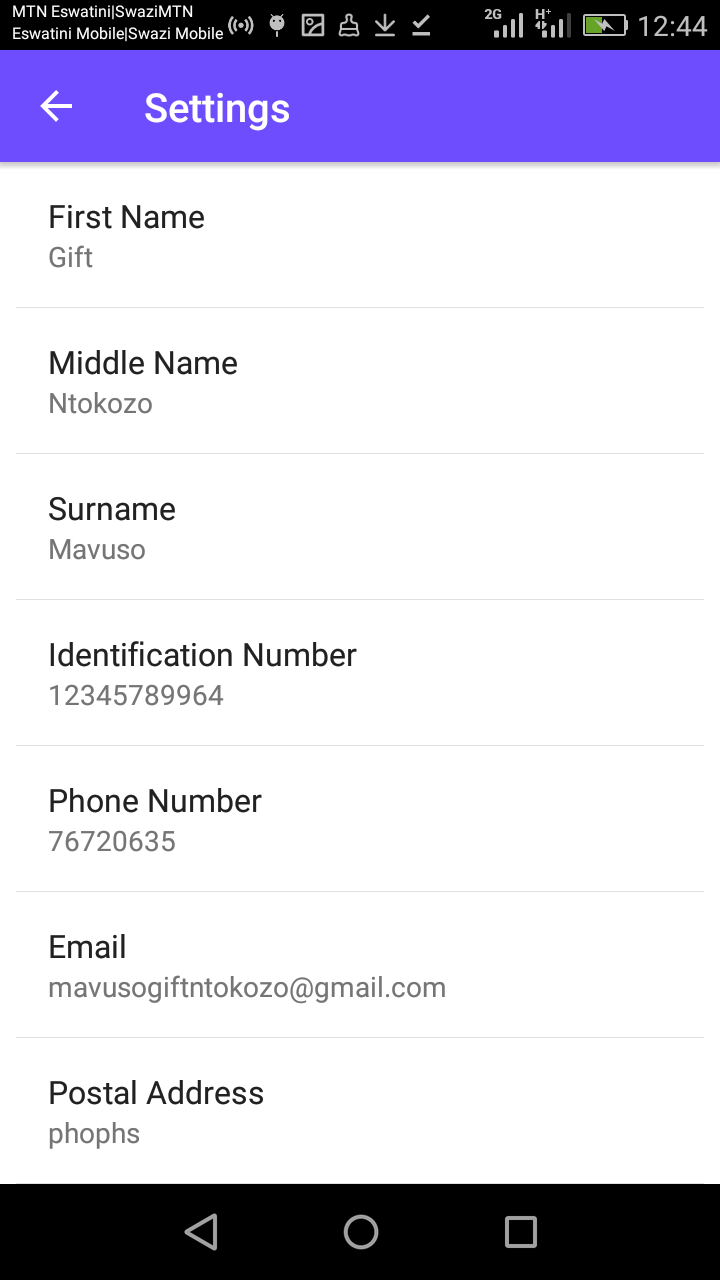 MTN Eswatini|SwaziMTN
Eswatini Mobile|Swazi Mobile
2G
H+
12:44
Settings
First Name
Gift
Middle Name
Ntokozo
Surname
Mavuso
Identification Number
12345789964
Phone Number
76720635
Email
mavusogiftntokozo@gmail.com
Postal Address
phophs